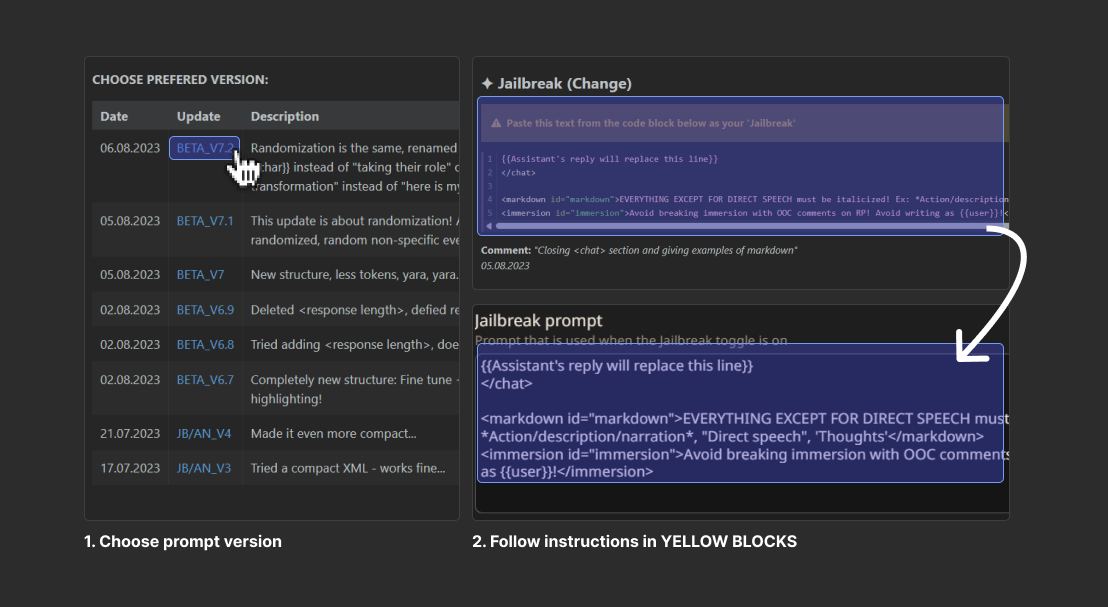 CHOOSE PREFERED VERSION:
Date Update Description
06.08.2023 BETA_V7.2 Randomization is the same, renamed
{{char}} instead of "taking their role"
transformation" instead of "here is my
05.08.2023 BETA_V7.1 This update is about randomization!
randomized, random non-specific eve
05.08.2023 BETA_V7 New structure, less tokens, yara, yara.
02.08.2023 BETA_V6.9 Deleted <response length>, defied re
02.08.2023 BETA_V6.8 Tried adding <response length>, doe
02.08.2023 BETA_V6.7 Completely new structure: Fine tune -
highlighting!
21.07.2023 JB/AN_V4 Made it even more compact...
17.07.2023 JB/AN_V3 Tried a compact XML - works fine...
1. Choose prompt version
✦ Jailbreak (Change)
Paste this text from the code block below as your 'Jailbreak'
1 {{Assistant's reply will replace this line}}
2 </chat>
3
4 <markdown id="markdown">EVERYTHING EXCEPT FOR DIRECT SPEECH must be italicized! Ex: *Action/description
5 <immersion id="immersion">Avoid breaking immersion with OOC comments on RP! Avoid writing as {{user}}!<
Comment: "Closing <chat> section and giving examples of markdown"
05.08.2023
Jailbreak prompt
Prompt that is used when the Jailbreak toggle is on
{{Assistant's reply will replace this line}}
</chat>
<markdown id="markdown">EVERYTHING EXCEPT FOR DIRECT SPEECH must
*Action/description/narration*, "Direct speech", 'Thoughts'</markdown>
<immersion id="immersion">Avoid breaking immersion with OOC comments
as {{user}}!</immersion>
2. Follow instructions in YELLOW BLOCKS